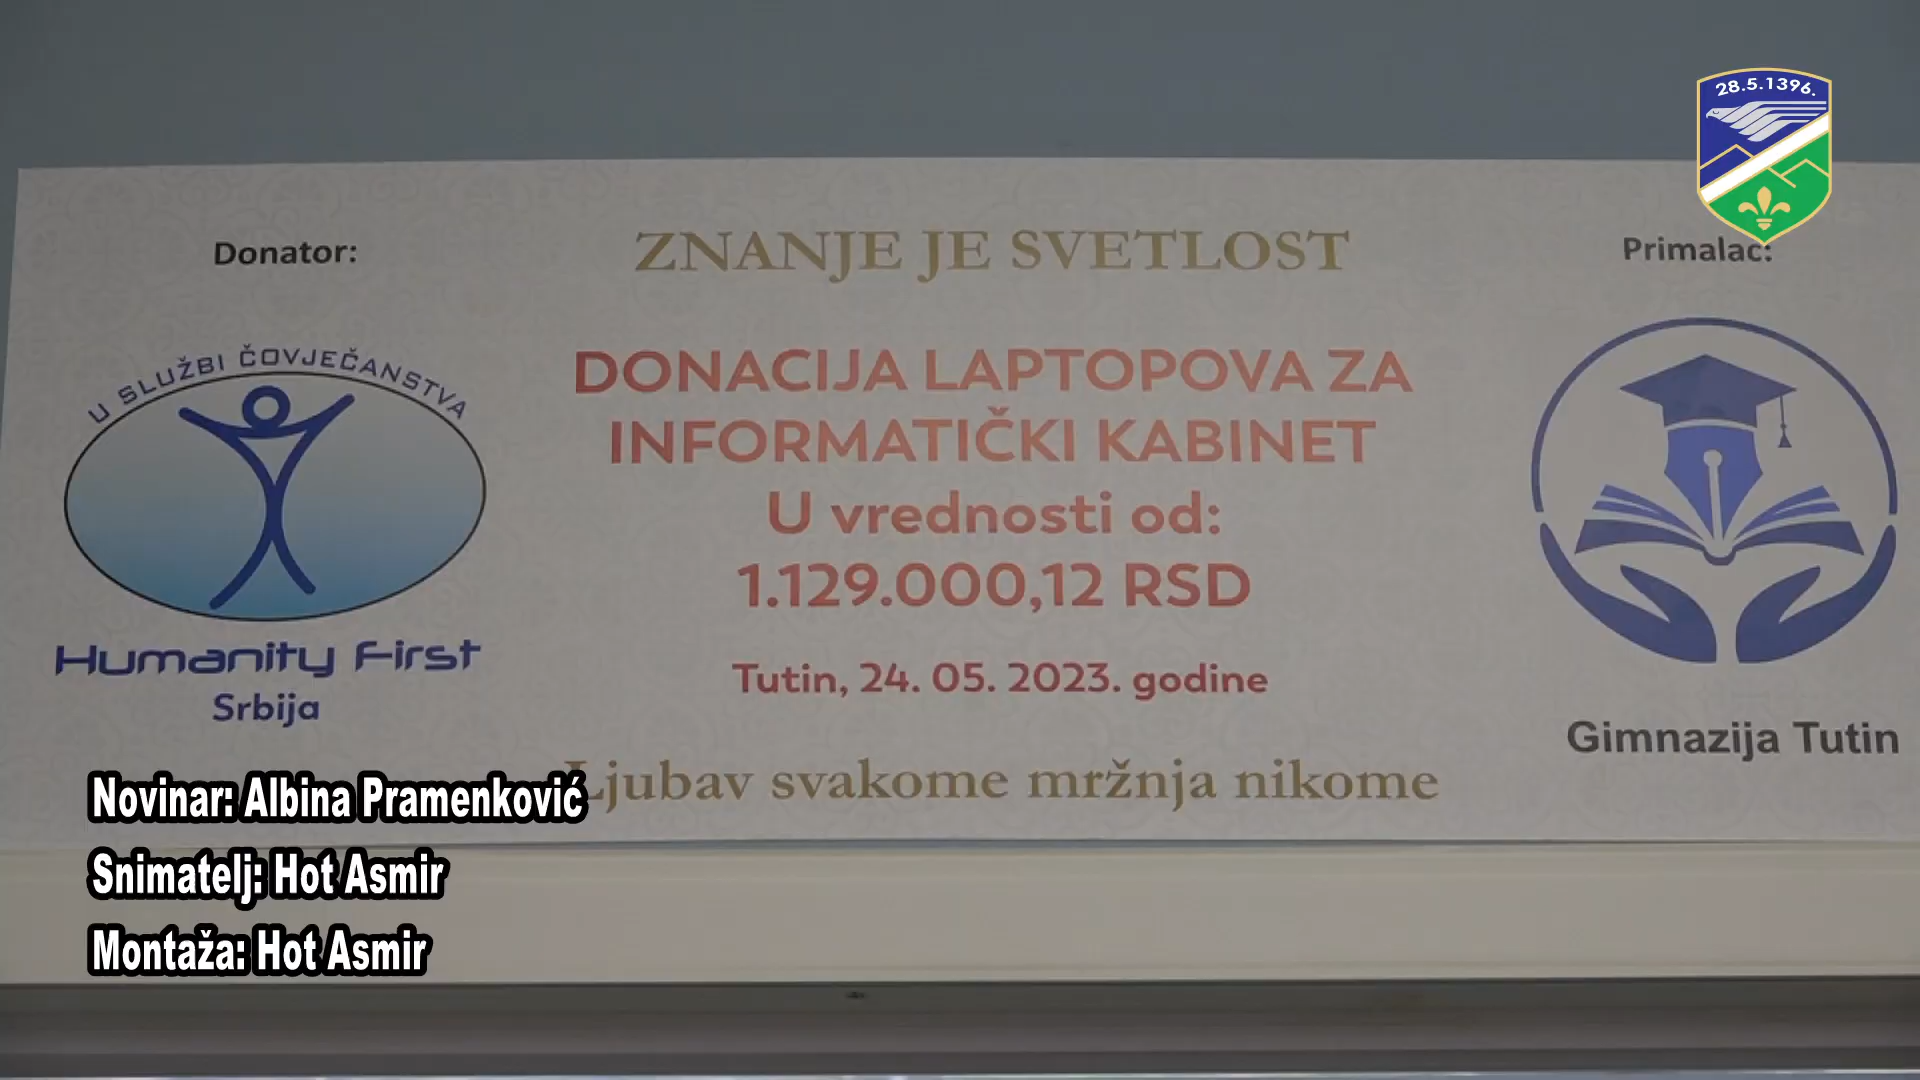 28.5.1396.
Donator:
ZNANJE JE SVETLOST
Primalac:
U SLUŽBI ČOVJEČANSTVA
DONACIJA LAPTOPOVA ZA
INFORMATIČKI KABINET
U vrednosti od:
1.129.000,12 RSD
Humanity First
Srbija
Tutin, 24. 05. 2023. godine
Gimnazija Tutin
Ljubav svakome mržnja nikome
Novinar: Albina Pramenković
Snimatelj: Hot Asmir
Montaža: Hot Asmir